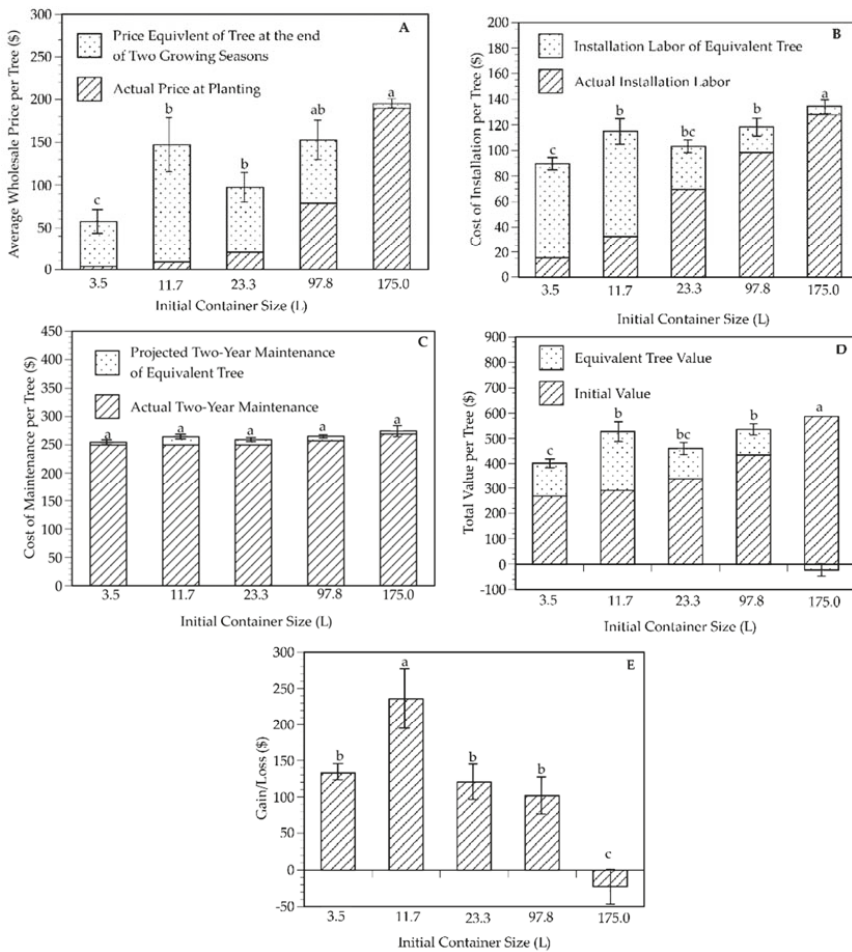 A
Price Equivlent of Tree at the end
of Two Growing Seasons
Actual Price at Planting
Average Wholesale Price per Tree ($)
300
250
200
150
100
50
0
c
b
b
ab
a
3.5 11.7 23.3 97.8 175.0
Initial Container Size (L)
B
Installation Labor of Equivalent Tree
Actual Installation Labor
Cost of Installation per Tree ($)
200
180
160
140
120
100
80
60
40
20
0
c
b
bc
b
a
3.5 11.7 23.3 97.8 175.0
Initial Container Size (L)
C
Projected Two-Year Maintenance
of Equivalent Tree
Actual Two-Year Maintenance
Cost of Maintenance per Tree ($)
450
400
350
300
250
200
150
100
50
0
a
a
a
a
a
3.5 11.7 23.3 97.8 175.0
Initial Container Size (L)
D
Equivalent Tree Value
Initial Value
Total Value per Tree ($)
900
800
700
600
500
400
300
200
100
0
-100
c
b
bc
b
a
3.5 11.7 23.3 97.8 175.0
Initial Container Size (L)
E
Gain/Loss ($)
300
250
200
150
100
50
0
-50
b
a
b
b
c
3.5 11.7 23.3 97.8 175.0
Initial Container Size (L)